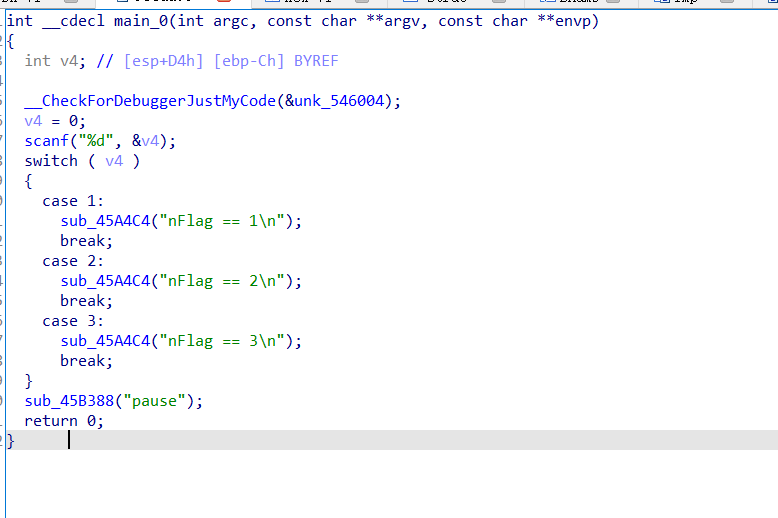 int __cdecl main_0(int argc, const char **argv, const char **envp)
{
  int v4; // [esp+D4h] [ebp-Ch] BYREF
  __CheckForDebuggerJustMyCode(&unk_546004);
  v4 = 0;
  scanf("%d", &v4);
  switch ( v4 )
  {
    case 1:
      sub_45A4C4("nFlag == 1\n");
      break;
    case 2:
      sub_45A4C4("nFlag == 2\n");
      break;
    case 3:
      sub_45A4C4("nFlag == 3\n");
      break;
  }
  sub_45B388("pause");
  return 0;
}